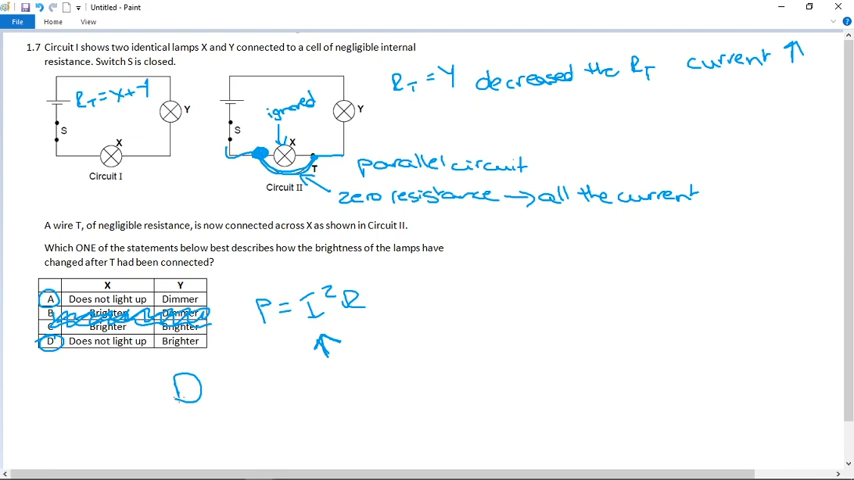 Untitled - Paint
File Home View
1.7 Circuit I shows two identical lamps X and Y connected to a cell of negligible internal
resistance. Switch S is closed.
RT = Y decreased the RT current ↑
RT = X+Y
Y
S
X
Circuit I
ignored
Y
S
X
T
Circuit II
parallel circuit
zero resistance → all the current
A wire T, of negligible resistance, is now connected across X as shown in Circuit II.
Which ONE of the statements below best describes how the brightness of the lamps have
changed after T had been connected?
X Y
A Does not light up Dimmer
B Brighter Dimmer
C Brighter Brighter
D Does not light up Brighter
P = I²R
D